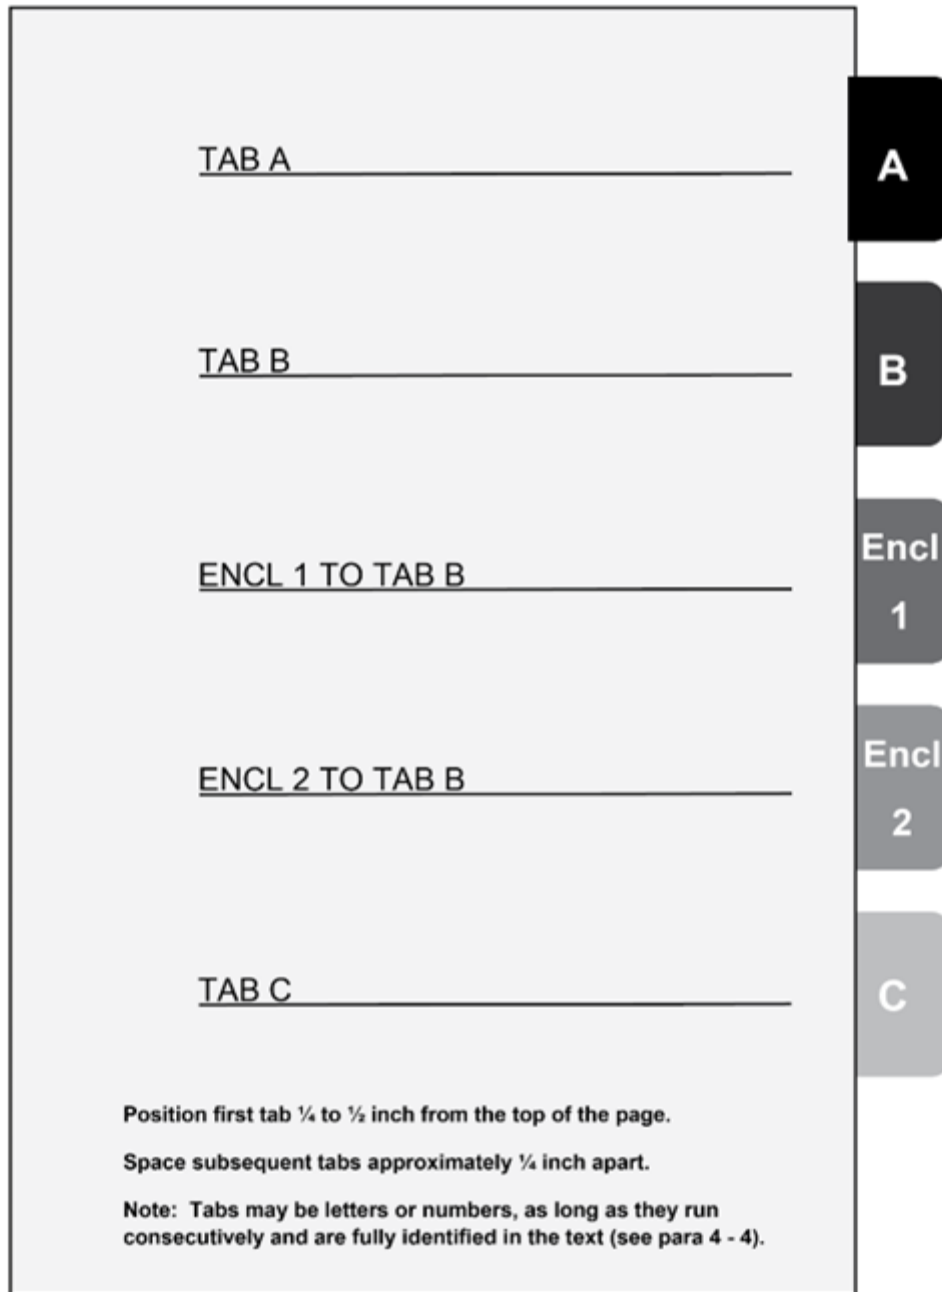 TAB A
A
TAB B
B
ENCL 1 TO TAB B
Encl
1
ENCL 2 TO TAB B
Encl
2
TAB C
C
Position first tab ¼ to ½ inch from the top of the page.
Space subsequent tabs approximately ¼ inch apart.
Note:  Tabs may be letters or numbers, as long as they run
consecutively and are fully identified in the text (see para 4 - 4).